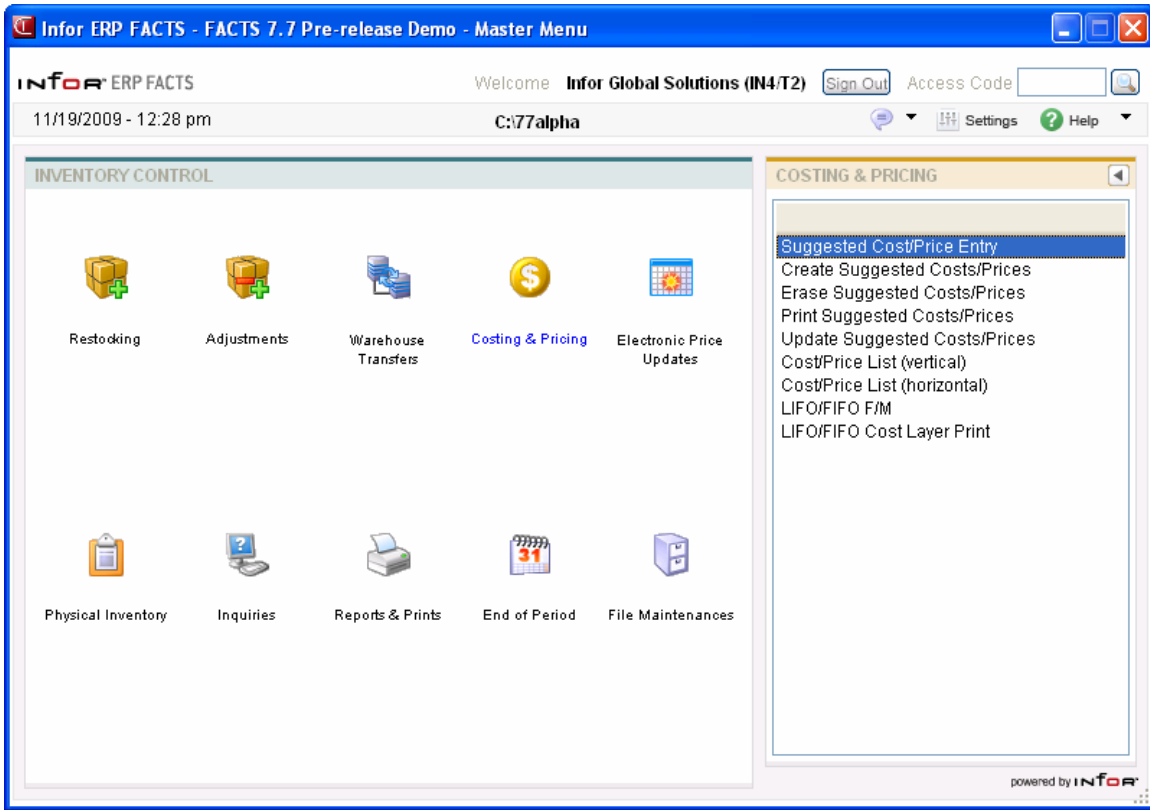 Infor ERP FACTS - FACTS 7.7 Pre-release Demo - Master Menu
infor ERP FACTS
Welcome Infor Global Solutions (IN4/T2) Sign Out Access Code
11/19/2009 - 12:28 pm C:\77alpha Settings Help
INVENTORY CONTROL
Restocking
Adjustments
Warehouse
Transfers
Costing & Pricing
Electronic Price
Updates
Physical Inventory
Inquiries
Reports & Prints
31
End of Period
File Maintenances
COSTING & PRICING
Suggested Cost/Price Entry
Create Suggested Costs/Prices
Erase Suggested Costs/Prices
Print Suggested Costs/Prices
Update Suggested Costs/Prices
Cost/Price List (vertical)
Cost/Price List (horizontal)
LIFO/FIFO F/M
LIFO/FIFO Cost Layer Print
powered by infor